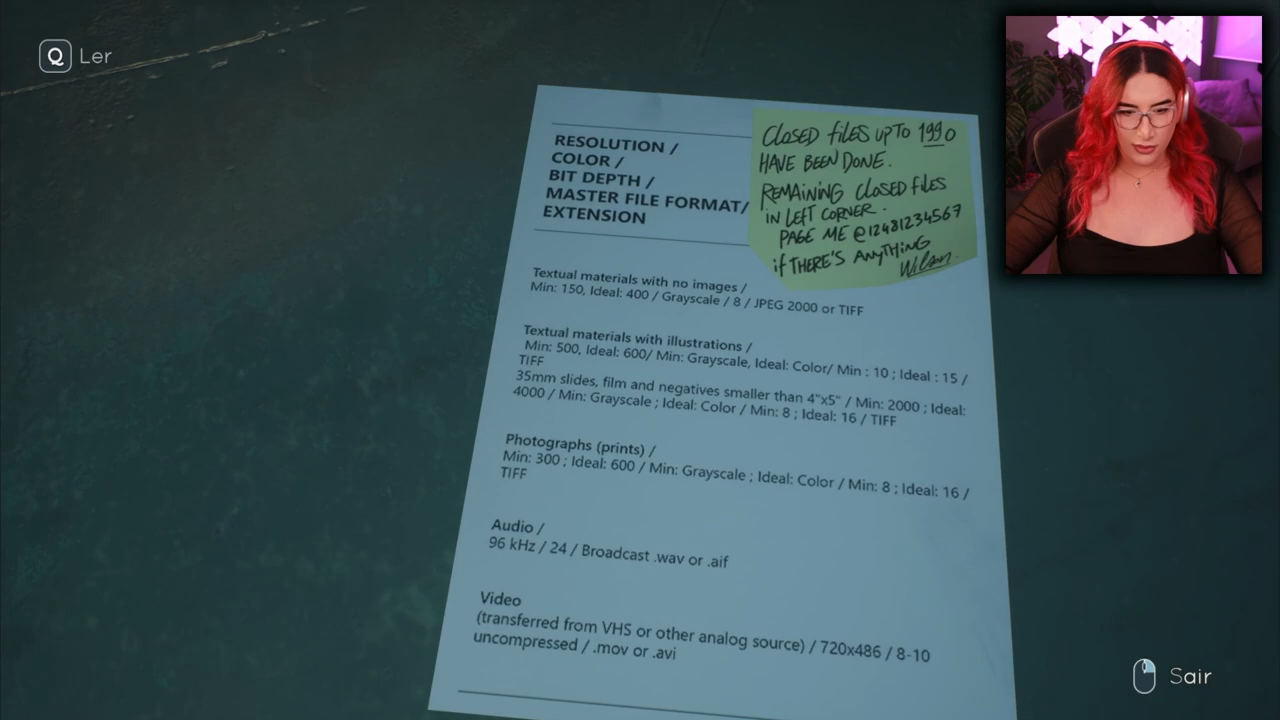 Q Ler
RESOLUTION /
COLOR /
BIT DEPTH /
MASTER FILE FORMAT/
EXTENSION
CLOSED FILES UP TO 1990
HAVE BEEN DONE.
REMAINING CLOSED FILES
IN LEFT CORNER.
PAGE ME @12481234567
if THERE'S ANYTHING
Wilson
Textual materials with no images /
Min: 150, Ideal: 400 / Grayscale / 8 / JPEG 2000 or TIFF
Textual materials with illustrations /
Min: 500, Ideal: 600/ Min: Grayscale, Ideal: Color/ Min : 10 ; Ideal : 15 /
TIFF
35mm slides, film and negatives smaller than 4"x5" / Min: 2000 ; Ideal:
4000 / Min: Grayscale ; Ideal: Color / Min: 8 ; Ideal: 16 / TIFF
Photographs (prints) /
Min: 300 ; Ideal: 600 / Min: Grayscale ; Ideal: Color / Min: 8 ; Ideal: 16 /
TIFF
Audio /
96 kHz / 24 / Broadcast .wav or .aif
Video
(transferred from VHS or other analog source) / 720x486 / 8-10
uncompressed / .mov or .avi
Sair